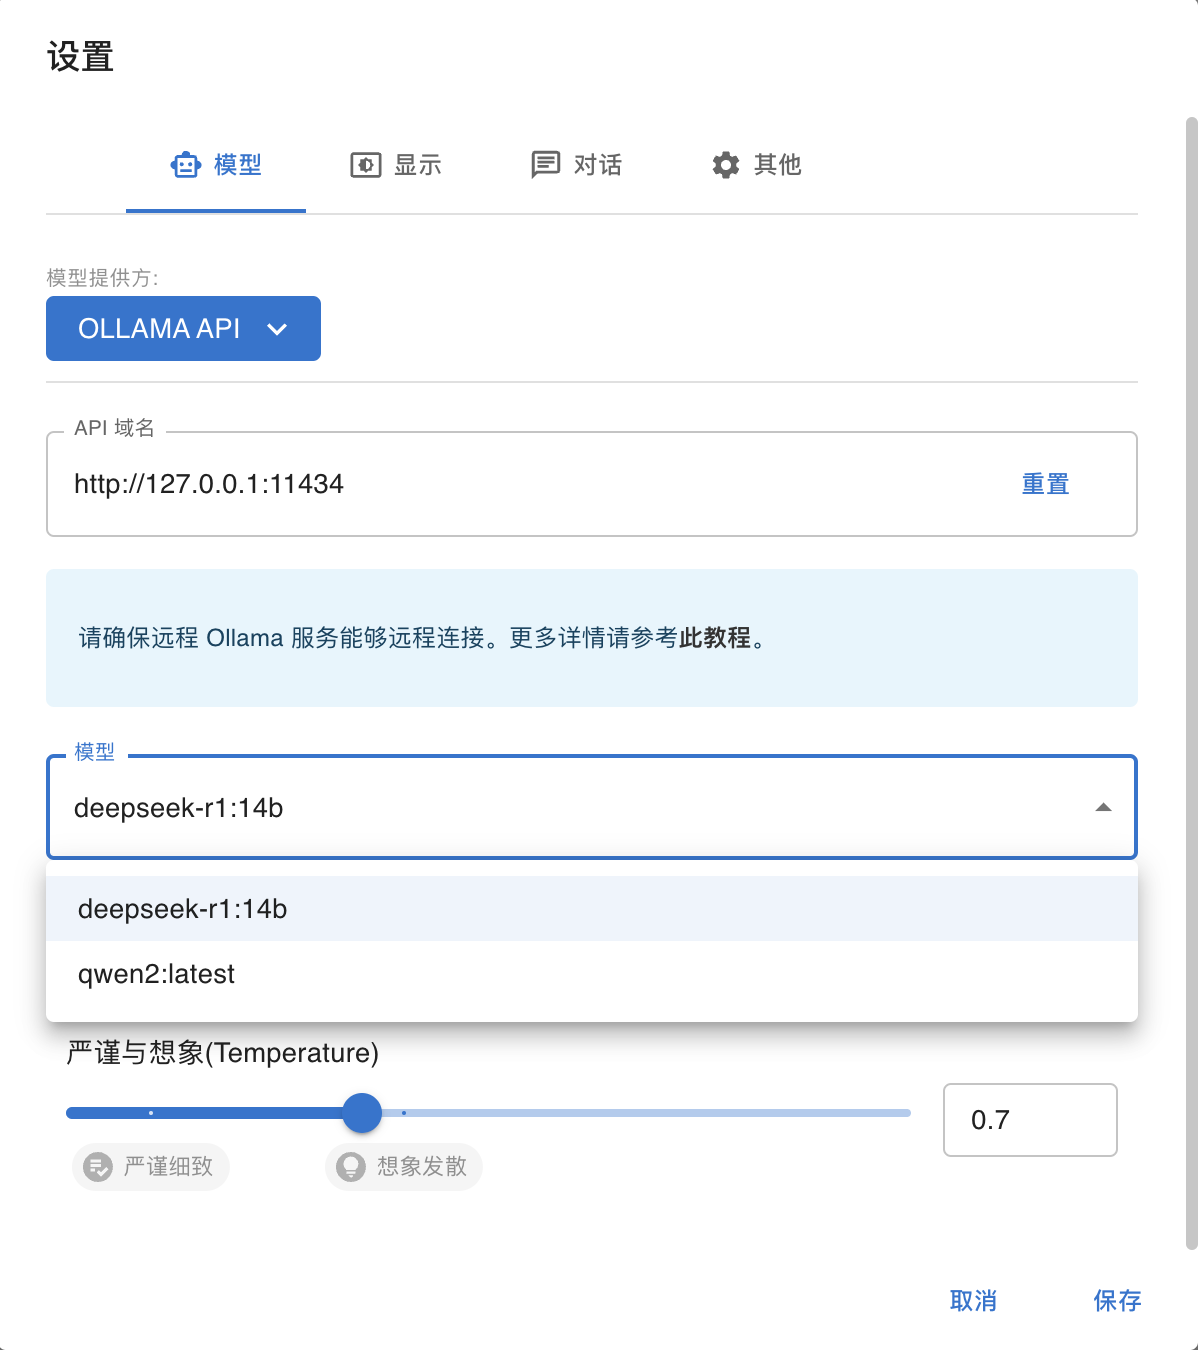 设置
模型 显示 对话 其他
模型提供方:
OLLAMA API
API 域名
http://127.0.0.1:11434 重置
请确保远程 Ollama 服务能够远程连接。更多详情请参考此教程。
模型
deepseek-r1:14b
deepseek-r1:14b
qwen2:latest
严谨与想象(Temperature)
0.7
严谨细致 想象发散
取消 保存